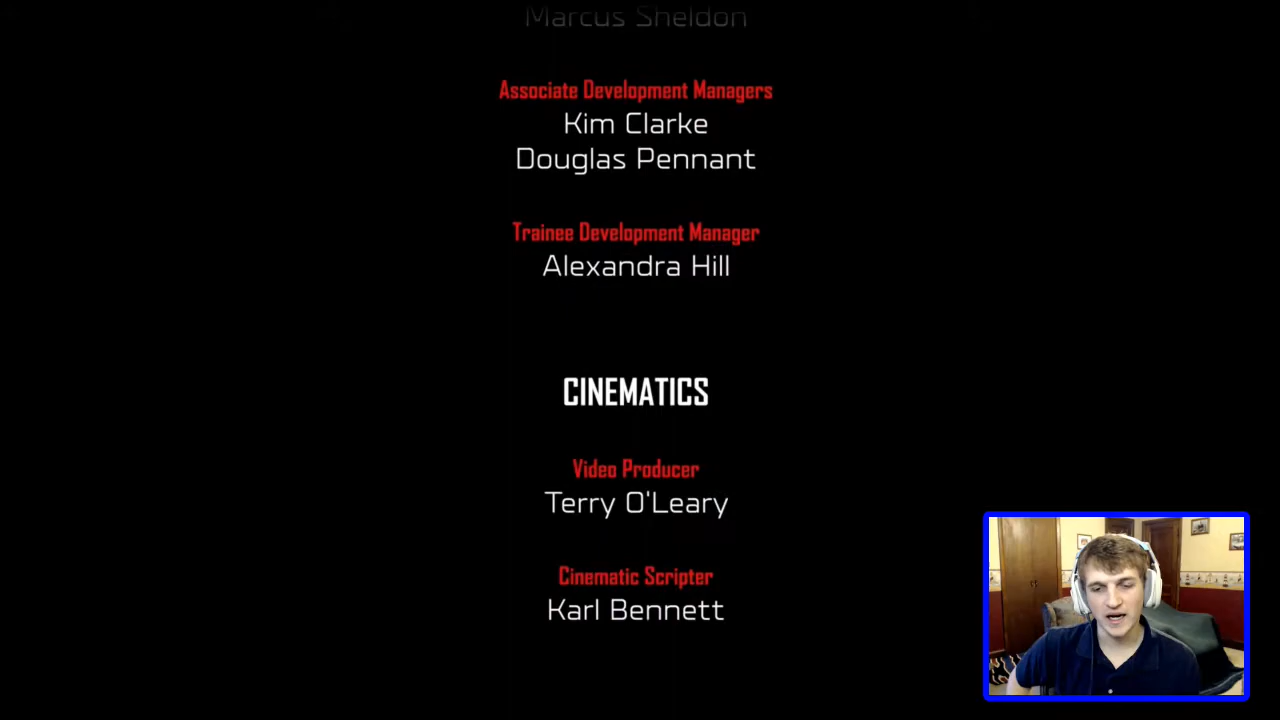 Marcus Sheldon
Associate Development Managers
Kim Clarke
Douglas Pennant
Trainee Development Manager
Alexandra Hill
CINEMATICS
Video Producer
Terry O'Leary
Cinematic Scripter
Karl Bennett